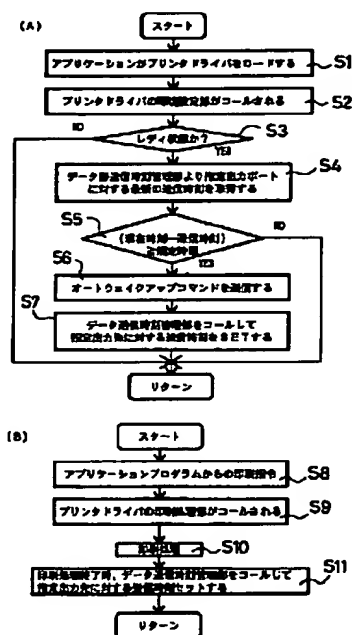 (A)
スタート
アプリケーションがプリンタドライバをロードする
S1
プリンタドライバの印刷設定部がコールされる
S2
NO
レディ状態か?
S3
YES
データ送信時刻管理部より指定出力ポート
に対する最新の送信時刻を取得する
S4
S5
(現在時刻−送信時刻)
≧規定時間
NO
YES
S6
オートウェイクアップコマンドを送信する
S7
データ送信時刻管理部をコールして
指定出力先に対する送信時刻をSETする
リターン
(B)
スタート
アプリケーションプログラムからの印刷指令
S8
プリンタドライバの印刷処理部がコールされる
S9
印刷処理
S10
印刷処理終了時、データ送信時刻管理部をコールして
指定出力先に対する送信時刻セットする
S11
リターン